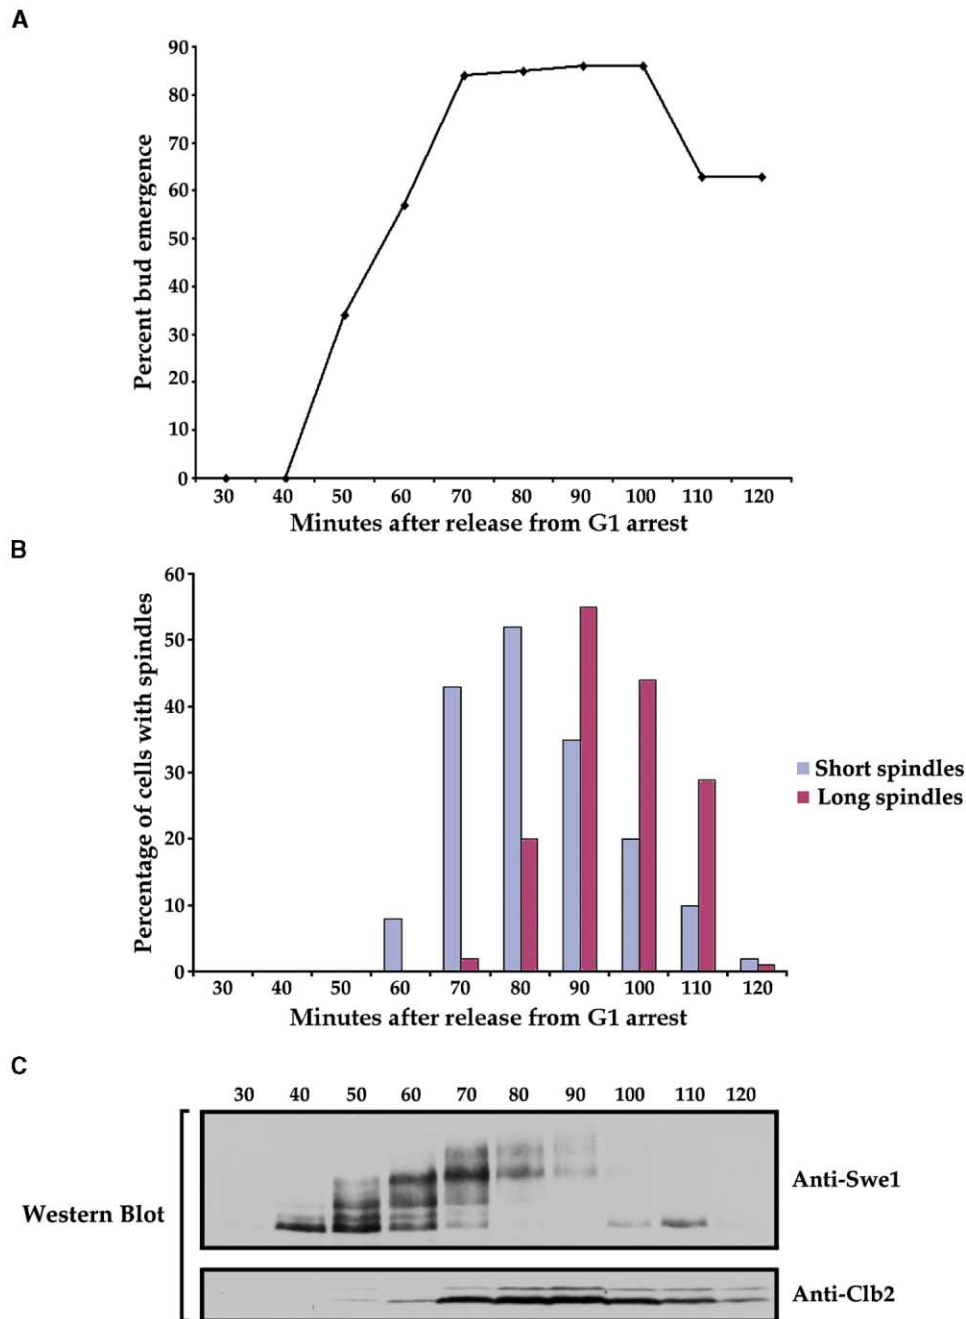 A
Percent bud emergence
90
80
70
60
50
40
30
20
10
0
30 40 50 60 70 80 90 100 110 120
Minutes after release from G1 arrest
B
Percentage of cells with spindles
60
50
40
30
20
10
0
Short spindles
Long spindles
30 40 50 60 70 80 90 100 110 120
Minutes after release from G1 arrest
C
30 40 50 60 70 80 90 100 110 120
Western Blot
Anti-Swe1
Anti-Clb2